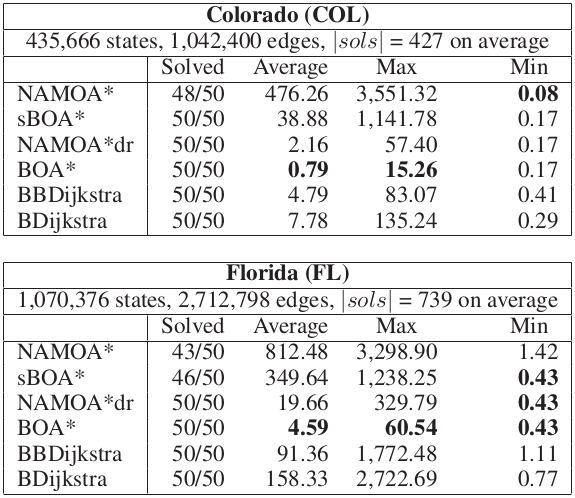 Colorado (COL)
435,666 states, 1,042,400 edges, |sols| = 427 on average
Solved Average Max Min
NAMOA* 48/50 476.26 3,551.32 0.08
sBOA* 50/50 38.88 1,141.78 0.17
NAMOA*dr 50/50 2.16 57.40 0.17
BOA* 50/50 0.79 15.26 0.17
BBDijkstra 50/50 4.79 83.07 0.41
BDijkstra 50/50 7.78 135.24 0.29
Florida (FL)
1,070,376 states, 2,712,798 edges, |sols| = 739 on average
Solved Average Max Min
NAMOA* 43/50 812.48 3,298.90 1.42
sBOA* 46/50 349.64 1,238.25 0.43
NAMOA*dr 50/50 19.66 329.79 0.43
BOA* 50/50 4.59 60.54 0.43
BBDijkstra 50/50 91.36 1,772.48 1.11
BDijkstra 50/50 158.33 2,722.69 0.77